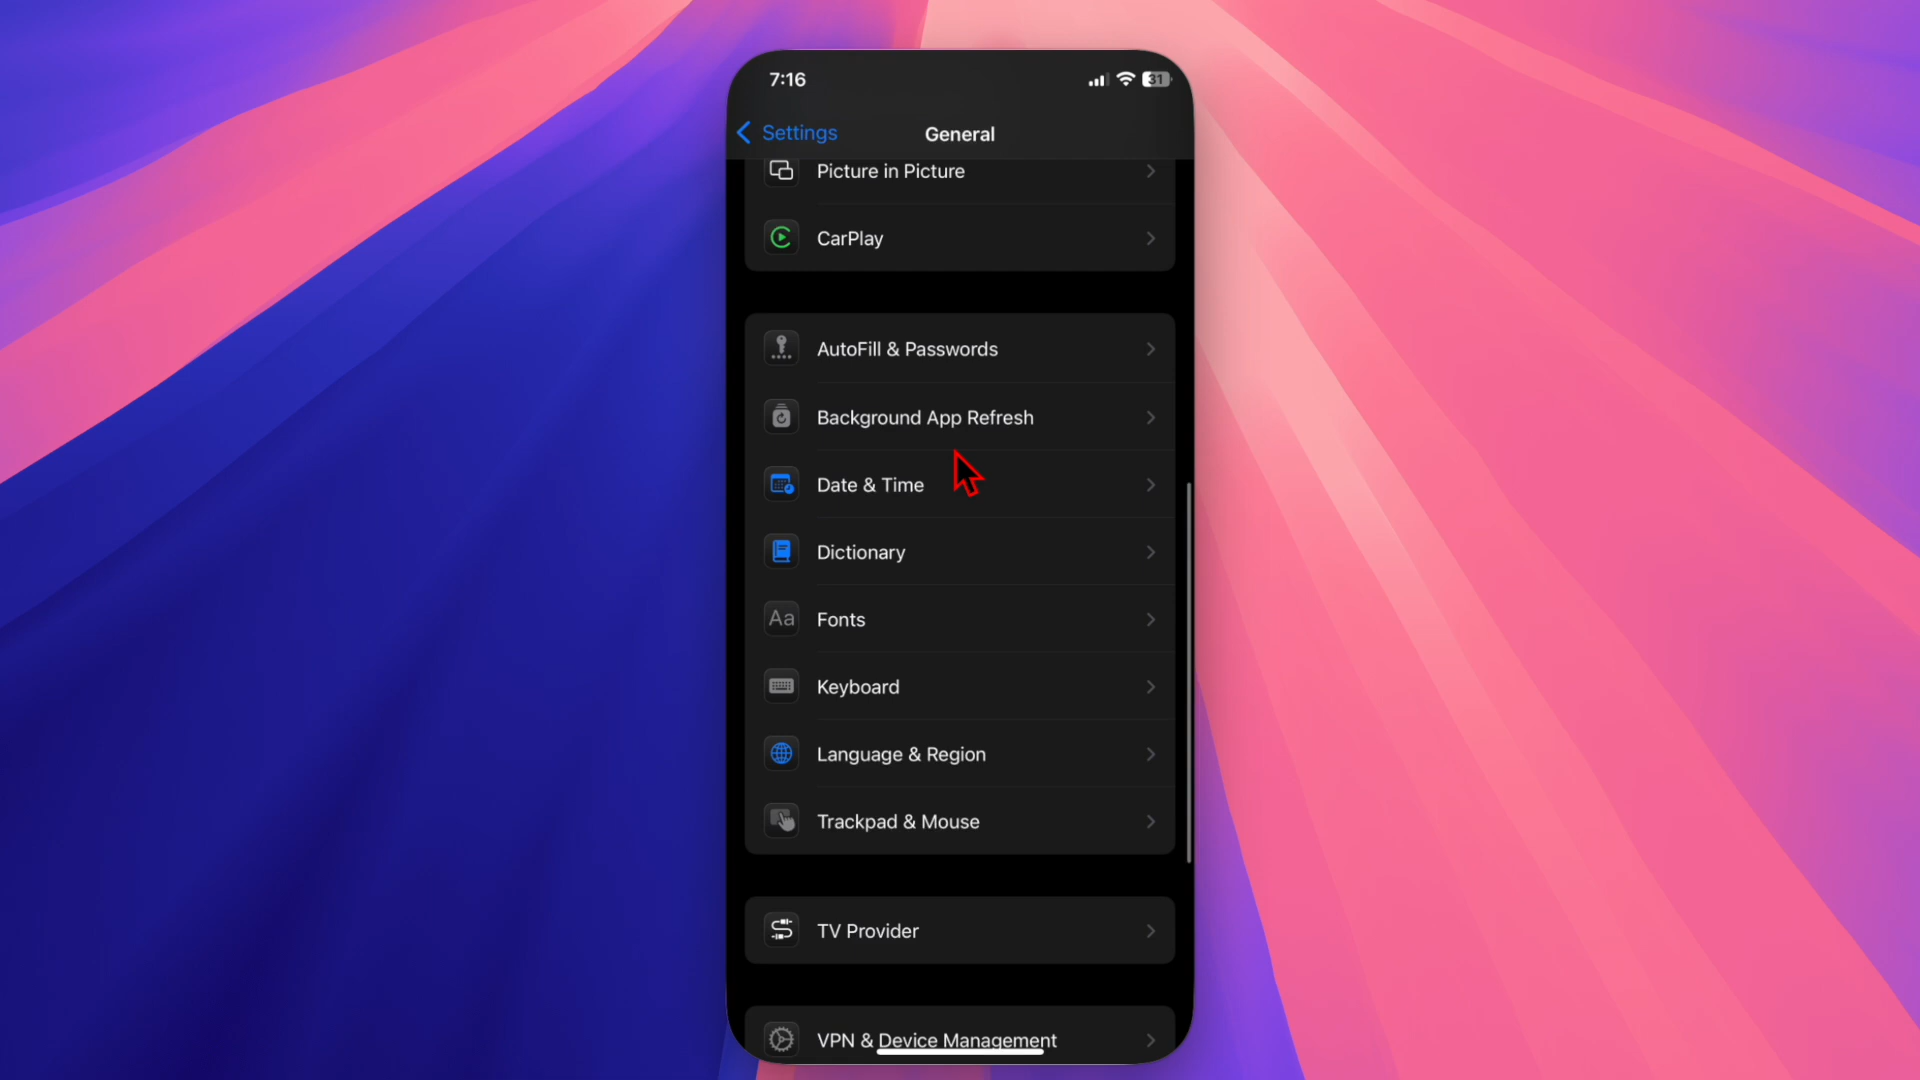 7:16
31
Settings
General
Picture in Picture
CarPlay
AutoFill & Passwords
Background App Refresh
Date & Time
Dictionary
Aa
Fonts
Keyboard
Language & Region
Trackpad & Mouse
TV Provider
VPN & Device Management